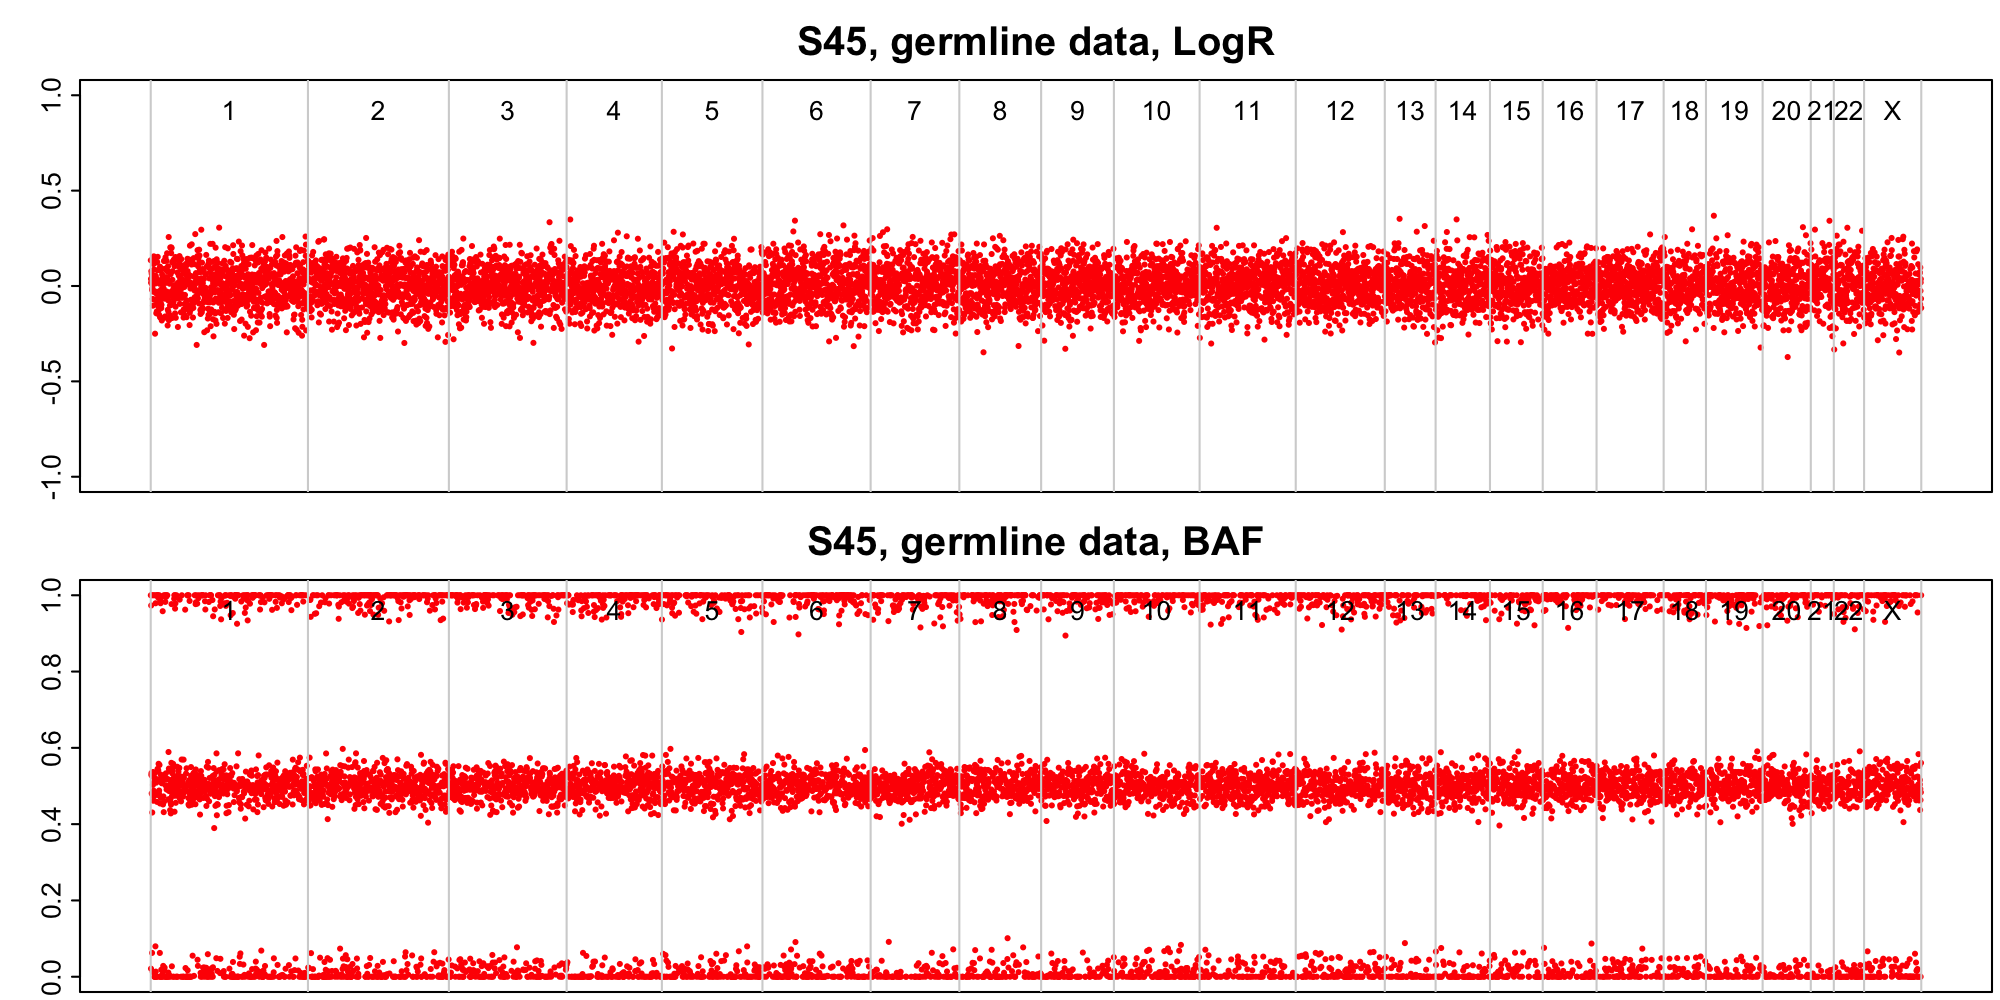 S45, germline data, LogR
1.0
0.5
0.0
-0.5
-1.0
1 2 3 4 5 6 7 8 9 10 11 12 13 14 15 16 17 18 19 20 21 22 X
S45, germline data, BAF
1.0
0.8
0.6
0.4
0.2
0.0
1 2 3 4 5 6 7 8 9 10 11 12 13 14 15 16 17 18 19 20 21 22 X